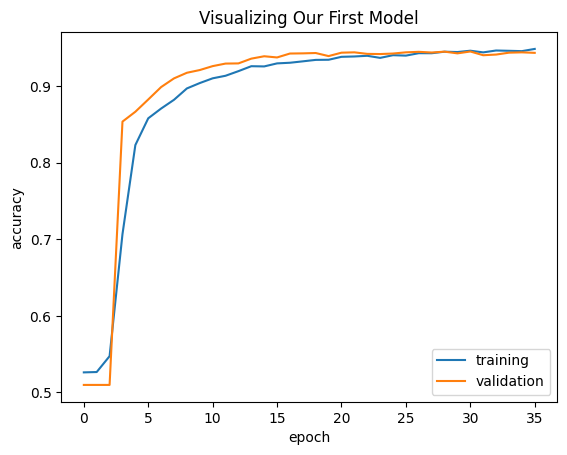 Visualizing Our First Model
accuracy
0.9
0.8
0.7
0.6
0.5
training
validation
0 5 10 15 20 25 30 35
epoch